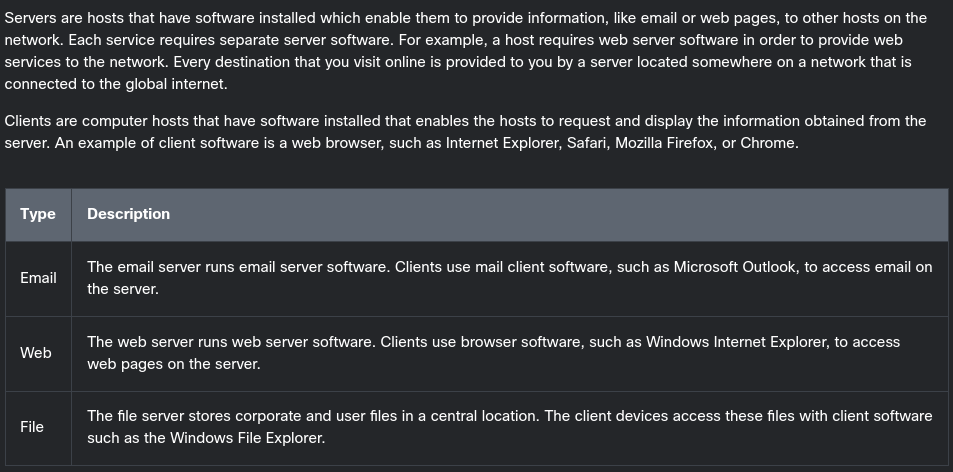 Servers are hosts that have software installed which enable them to provide information, like email or web pages, to other hosts on the
network. Each service requires separate server software. For example, a host requires web server software in order to provide web
services to the network. Every destination that you visit online is provided to you by a server located somewhere on a network that is
connected to the global internet.
Clients are computer hosts that have software installed that enables the hosts to request and display the information obtained from the
server. An example of client software is a web browser, such as Internet Explorer, Safari, Mozilla Firefox, or Chrome.
Type Description
Email The email server runs email server software. Clients use mail client software, such as Microsoft Outlook, to access email on
the server.
Web The web server runs web server software. Clients use browser software, such as Windows Internet Explorer, to access
web pages on the server.
File The file server stores corporate and user files in a central location. The client devices access these files with client software
such as the Windows File Explorer.